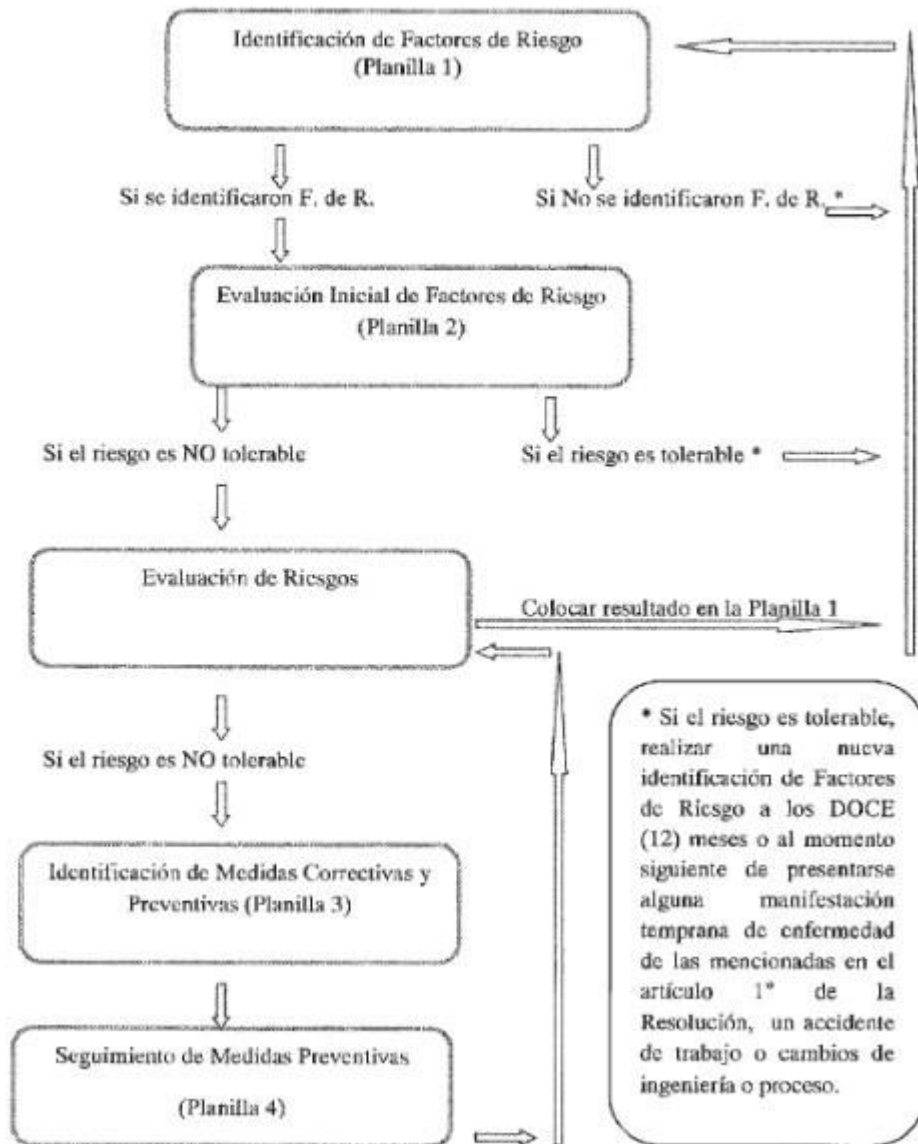 Identificación de Factores de Riesgo
(Planilla 1)
Si se identificaron F. de R.
Si No se identificaron F. de R. *
Evaluación Inicial de Factores de Riesgo
(Planilla 2)
Si el riesgo es NO tolerable
Si el riesgo es tolerable *
Evaluación de Riesgos
Colocar resultado en la Planilla 1
Si el riesgo es NO tolerable
Identificación de Medidas Correctivas y
Preventivas (Planilla 3)
Seguimiento de Medidas Preventivas
(Planilla 4)
* Si el riesgo es tolerable,
realizar una nueva
identificación de Factores
de Riesgo a los DOCE
(12) meses o al momento
siguiente de presentarse
alguna manifestación
temprana de enfermedad
de las mencionadas en el
artículo 1° de la
Resolución, un accidente
de trabajo o cambios de
ingeniería o proceso.